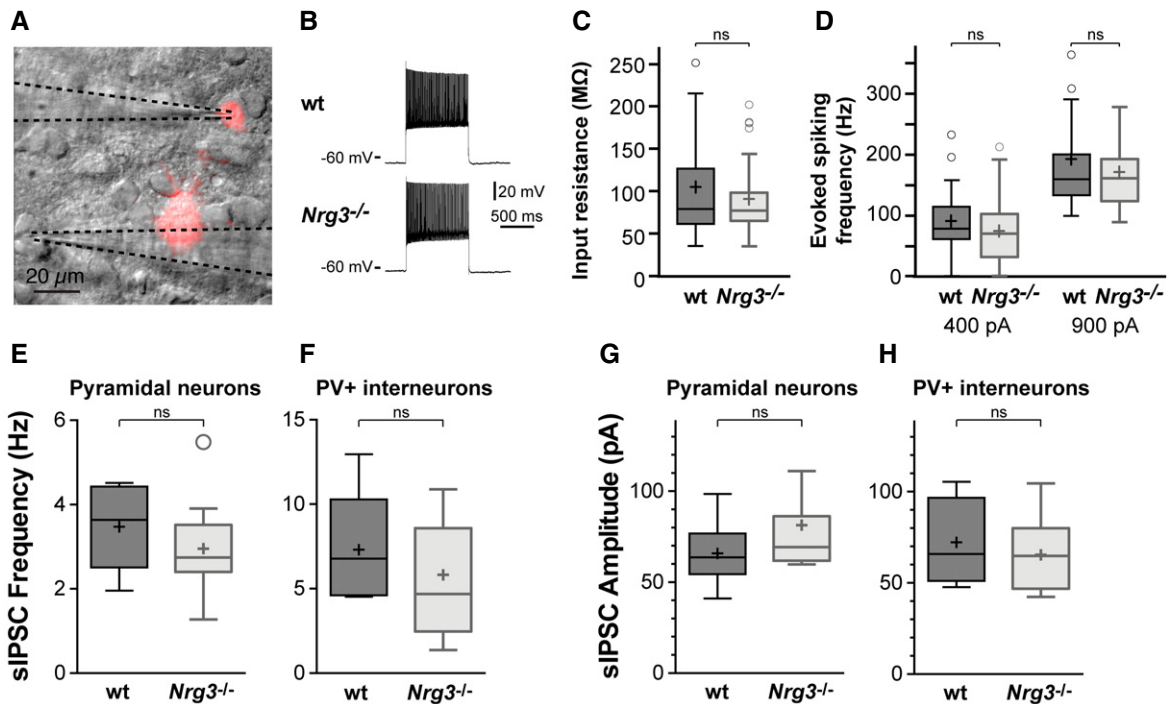 A
20 µm
B
wt
-60 mV
Nrg3-/-
-60 mV
20 mV
500 ms
C
Input resistance (MΩ)
ns
250
200
150
100
50
0
wt Nrg3-/-
D
Evoked spiking
frequency (Hz)
ns
ns
300
200
100
0
wt Nrg3-/- wt Nrg3-/-
400 pA 900 pA
E
Pyramidal neurons
sIPSC Frequency (Hz)
ns
6
4
2
0
wt Nrg3-/-
F
PV+ interneurons
ns
15
10
5
0
wt Nrg3-/-
G
Pyramidal neurons
sIPSC Amplitude (pA)
ns
100
50
0
wt Nrg3-/-
H
PV+ interneurons
ns
100
50
0
wt Nrg3-/-